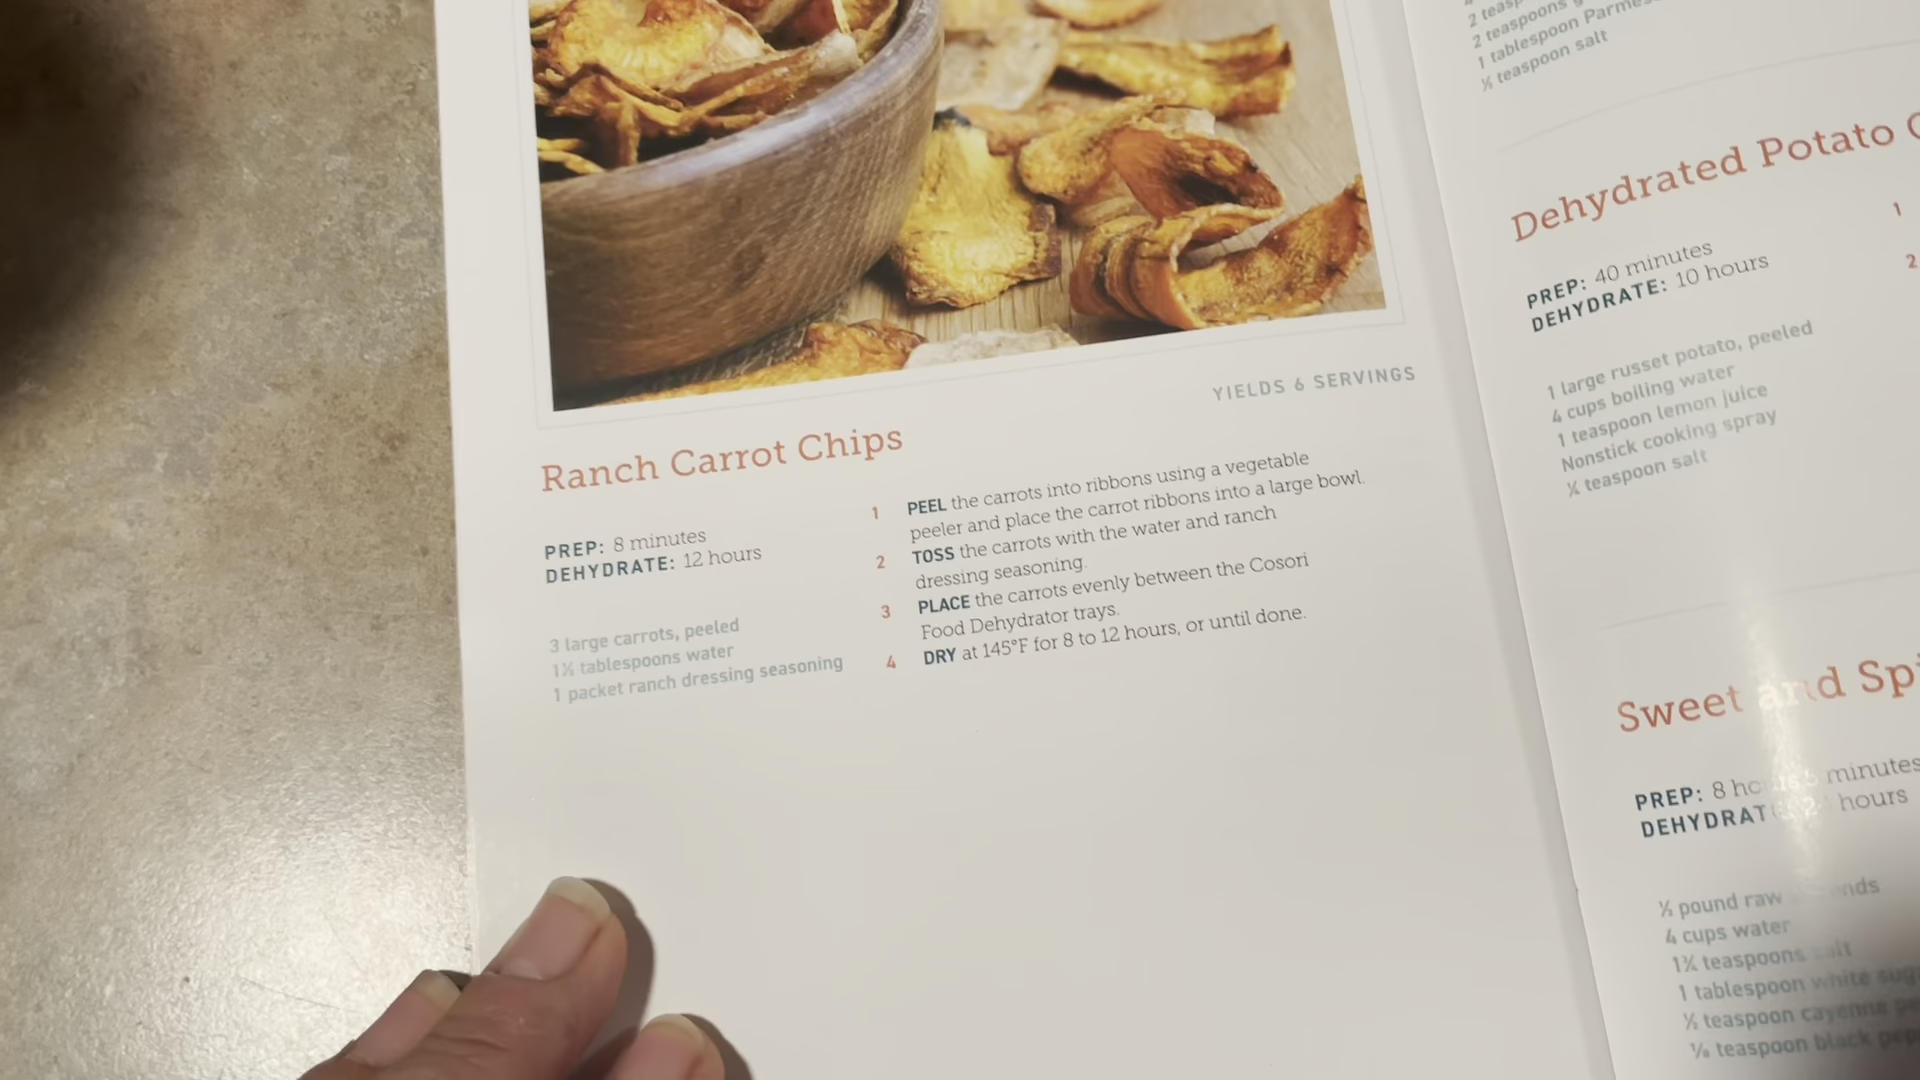 YIELDS 6 SERVINGS
Ranch Carrot Chips
PREP: 8 minutes
DEHYDRATE: 12 hours
3 large carrots, peeled
1½ tablespoons water
1 packet ranch dressing seasoning
1 PEEL the carrots into ribbons using a vegetable
peeler and place the carrot ribbons into a large bowl.
2 TOSS the carrots with the water and ranch
dressing seasoning.
3 PLACE the carrots evenly between the Cosori
Food Dehydrator trays.
4 DRY at 145°F for 8 to 12 hours, or until done.
2
2 teaspoons
1 tablespoon
½ teaspoon salt
Dehydrated Potato
1
2
PREP: 40 minutes
DEHYDRATE: 10 hours
1 large russet potato, peeled
4 cups boiling water
1 teaspoon lemon juice
Nonstick cooking spray
¼ teaspoon salt
Sweet and
PREP: 8 minutes
hours
½ pound raw
4 cups water
teaspoons salt
1 tablespoon white
½ teaspoon cayenne
⅛ teaspoon black